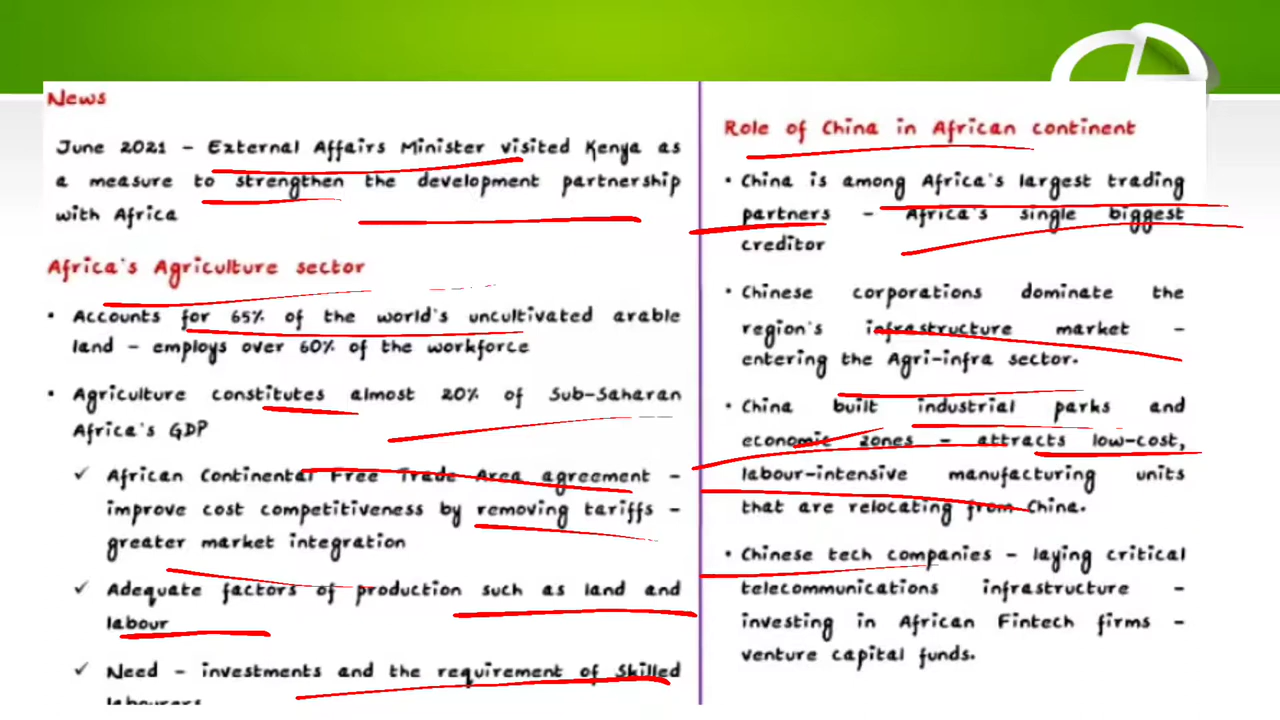 News
June 2021 - External Affairs Minister visited Kenya as
a measure to strengthen the development partnership
with Africa
Africa's Agriculture sector
• Accounts for 65% of the world's uncultivated arable
land - employs over 60% of the workforce
• Agriculture constitutes almost 20% of Sub-Saharan
Africa's GDP
✓ African Continental Free Trade Area agreement -
improve cost competitiveness by removing tariffs -
greater market integration
✓ Adequate factors of production such as land and
labour
✓ Need - investments and the requirement of Skilled
labourers
Role of China in African continent
• China is among Africa's largest trading
partners - Africa's single biggest
creditor
• Chinese corporations dominate the
region's infrastructure market -
entering the Agri-infra sector.
• China built industrial parks and
economic zones - attracts low-cost,
labour-intensive manufacturing units
that are relocating from China.
• Chinese tech companies - laying critical
telecommunications infrastructure -
investing in African Fintech firms -
venture capital funds.